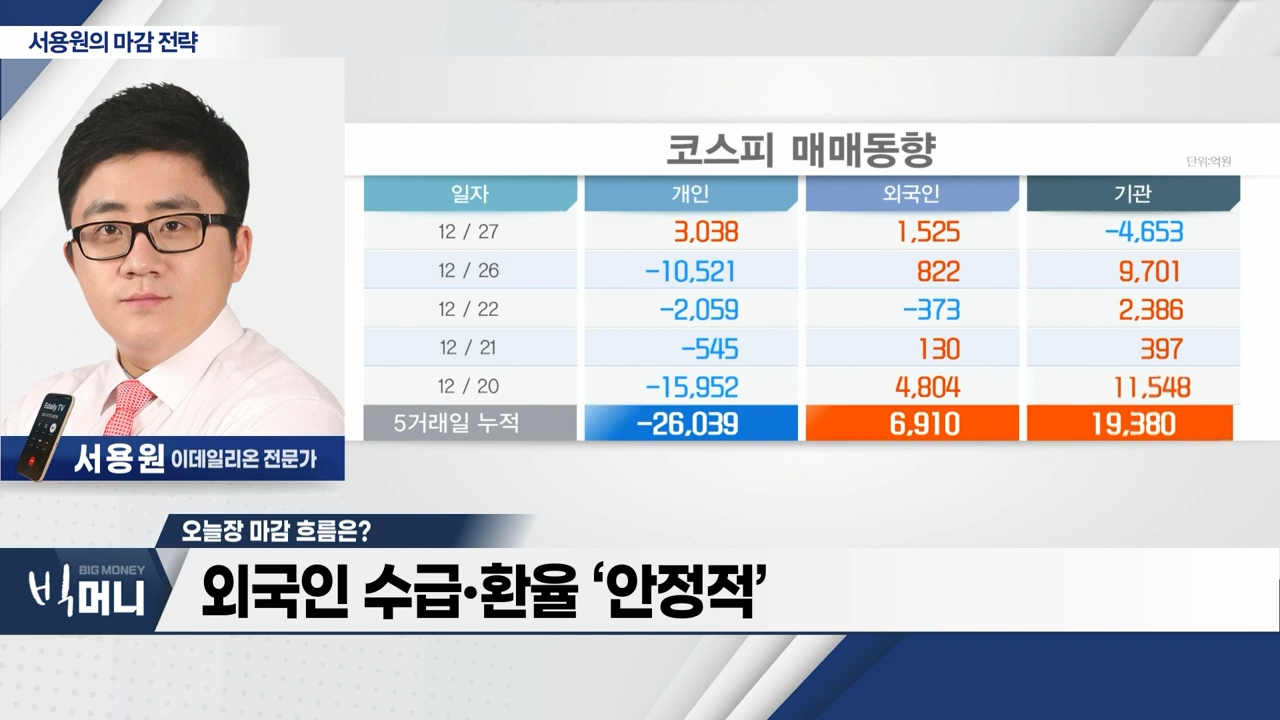 서용원의 마감 전략
코스피 매매동향
단위:억원
일자 개인 외국인 기관
12 / 27 3,038 1,525 -4,653
12 / 26 -10,521 822 9,701
12 / 22 -2,059 -373 2,386
12 / 21 -545 130 397
12 / 20 -15,952 4,804 11,548
5거래일 누적 -26,039 6,910 19,380
Edaily TV
서용원 이데일리온 전문가
오늘장 마감 흐름은?
BIG MONEY
빅머니
외국인 수급·환율 ‘안정적’